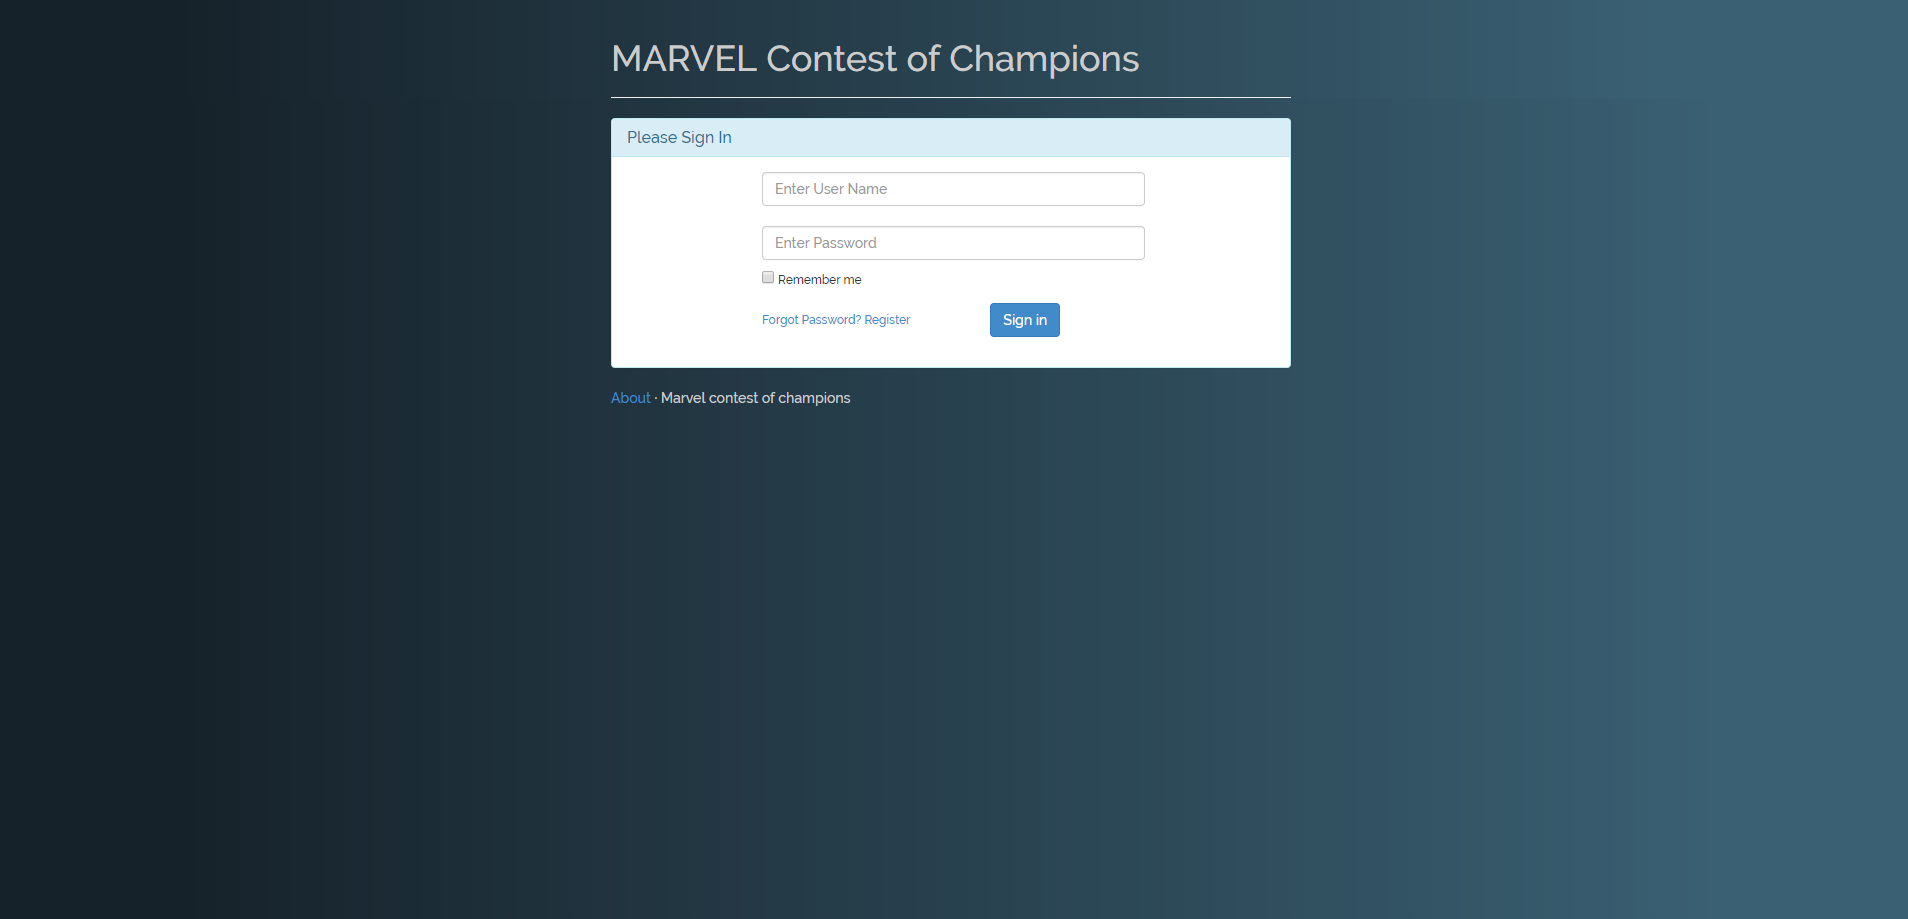 MARVEL Contest of Champions
Please Sign In
Enter User Name
Enter Password
Remember me
Forgot Password? Register
Sign in
About · Marvel contest of champions